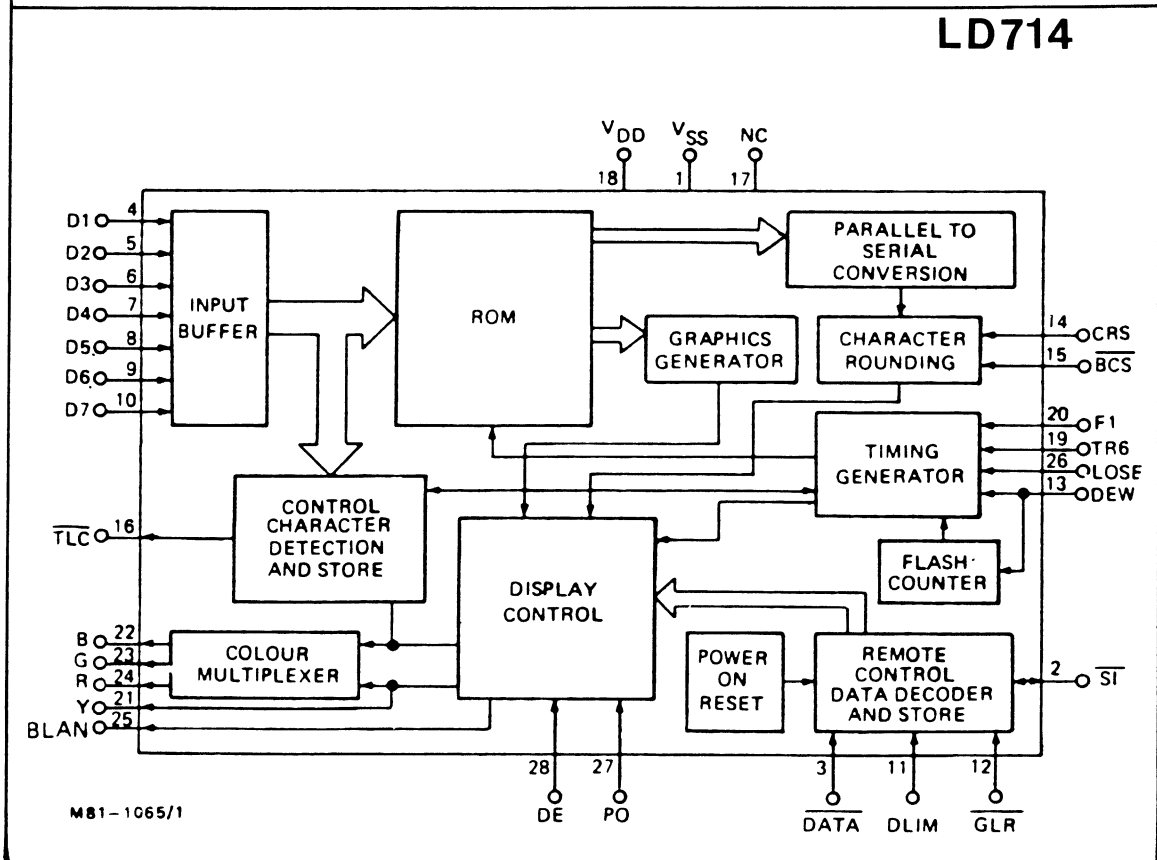 LD714
VDD VSS NC
18 1 17
D1 4
D2 5
D3 6
D4 7
D5 8
D6 9
D7 10
INPUT
BUFFER
ROM
PARALLEL TO
SERIAL
CONVERSION
GRAPHICS
GENERATOR
CHARACTER
ROUNDING
14 CRS
15 BCS
TIMING
GENERATOR
20 F1
19 TR6
26 LOSE
13 DEW
CONTROL
CHARACTER
DETECTION
AND STORE
TLC 16
FLASH-
COUNTER
DISPLAY
CONTROL
B 22
G 23
R 24
Y 21
BLAN 25
COLOUR
MULTIPLEXER
POWER
ON
RESET
REMOTE
CONTROL
DATA DECODER
AND STORE
2 SI
28 27 3 11 12
DE PO DATA DLIM GLR
M81-1065/1